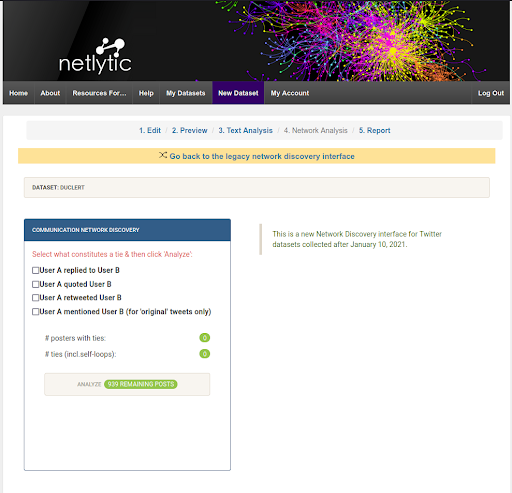 netlytic
Home About Resources For... Help My Datasets New Dataset My Account Log Out
1. Edit / 2. Preview / 3. Text Analysis / 4. Network Analysis / 5. Report
Go back to the legacy network discovery interface
DATASET: DUCLERT
COMMUNICATION NETWORK DISCOVERY
Select what constitutes a tie & then click 'Analyze':
User A replied to User B
User A quoted User B
User A retweeted User B
User A mentioned User B (for 'original' tweets only)
# posters with ties: 0
# ties (incl.self-loops): 0
ANALYZE 939 REMAINING POSTS
This is a new Network Discovery interface for Twitter
datasets collected after January 10, 2021.